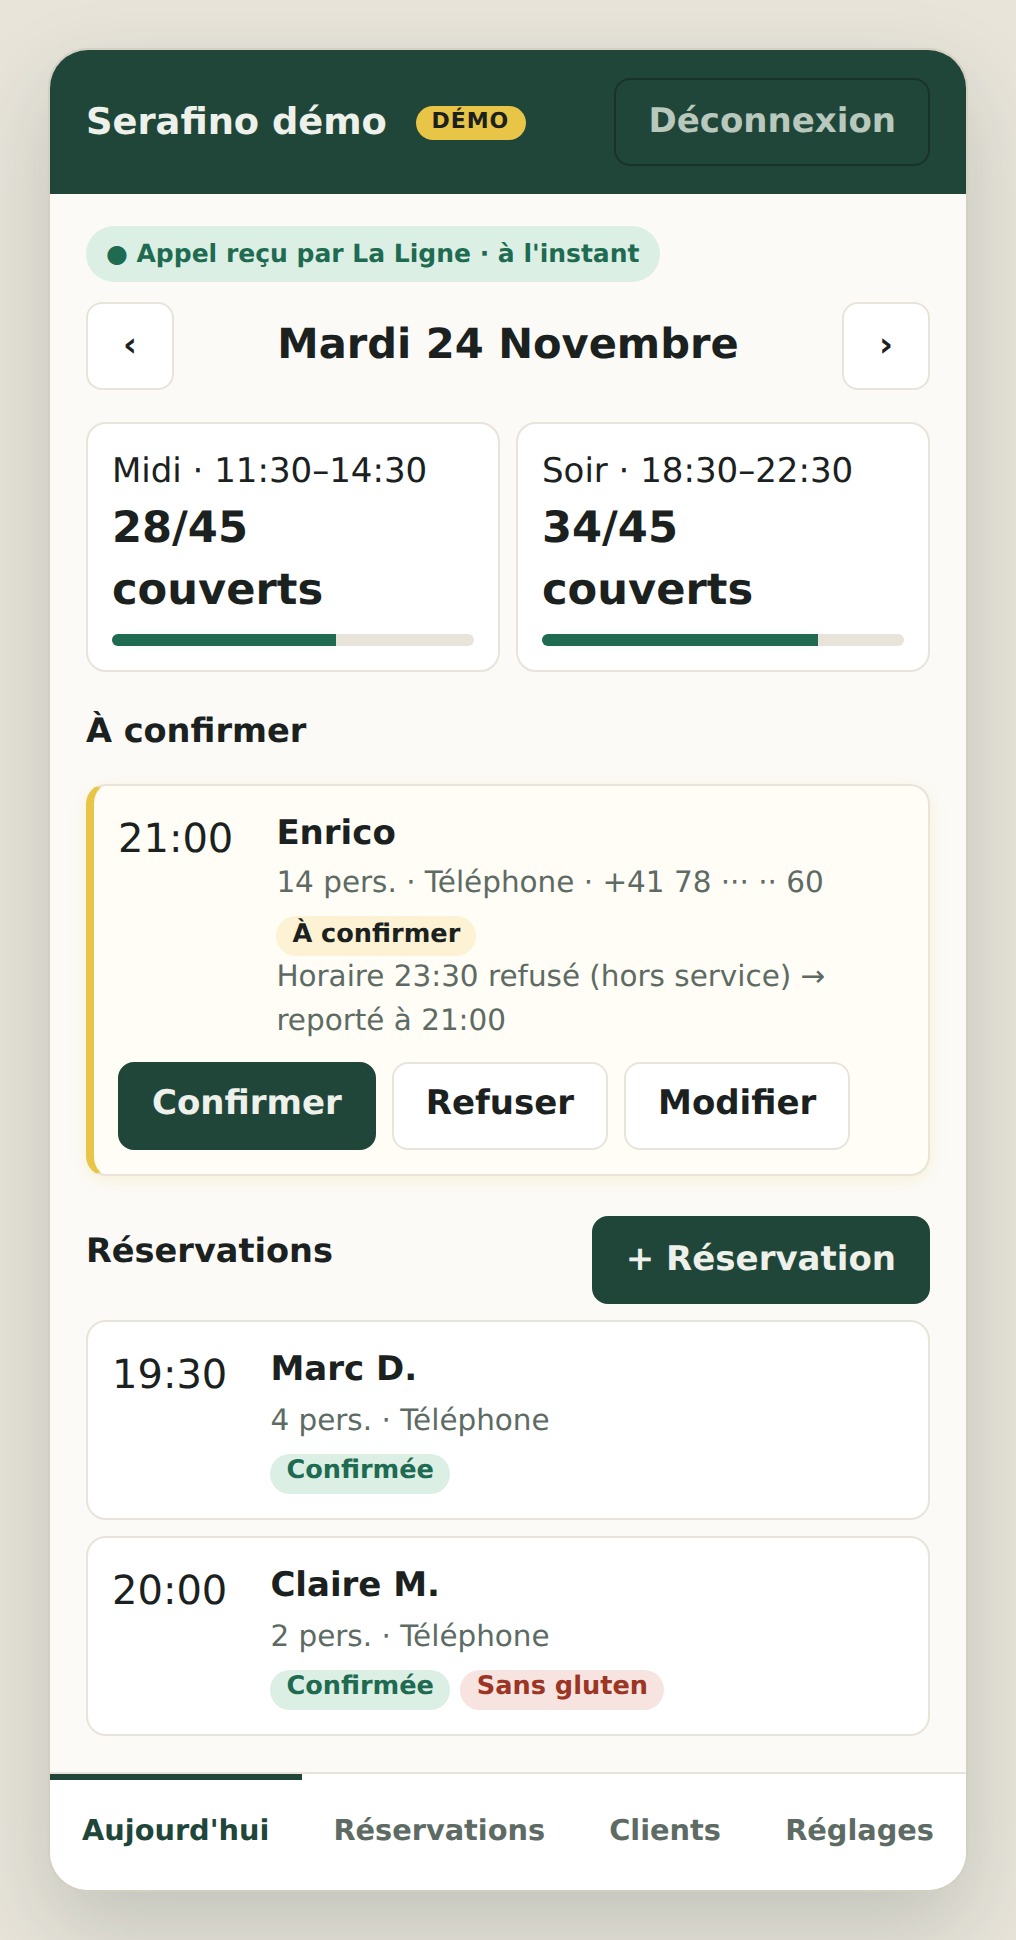 Serafino démo
DÉMO
Déconnexion
● Appel reçu par La Ligne · à l'instant
‹
Mardi 24 Novembre
›
Midi · 11:30–14:30
28/45
couverts
Soir · 18:30–22:30
34/45
couverts
À confirmer
21:00
Enrico
14 pers. · Téléphone · +41 78 ··· ·· 60
À confirmer
Horaire 23:30 refusé (hors service) →
reporté à 21:00
Confirmer
Refuser
Modifier
Réservations
+ Réservation
19:30
Marc D.
4 pers. · Téléphone
Confirmée
20:00
Claire M.
2 pers. · Téléphone
Confirmée
Sans gluten
Aujourd'hui
Réservations
Clients
Réglages